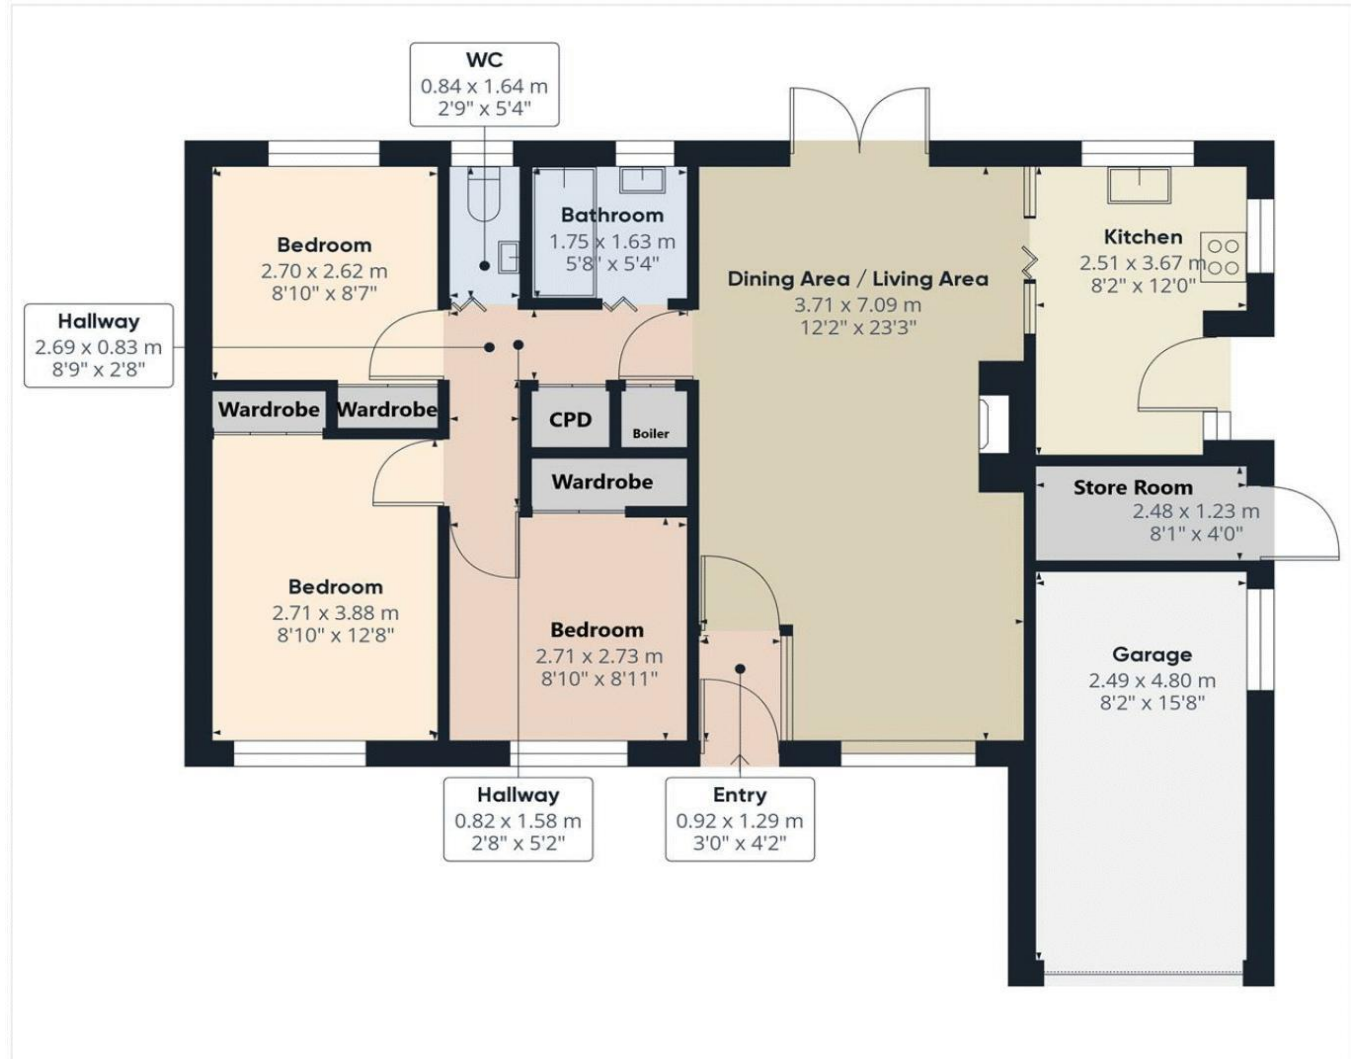 WC
0.84 x 1.64 m
2'9" x 5'4"
Bedroom
2.70 x 2.62 m
8'10" x 8'7"
Bathroom
1.75 x 1.63 m
5'8" x 5'4"
Dining Area / Living Area
3.71 x 7.09 m
12'2" x 23'3"
Kitchen
2.51 x 3.67 m
8'2" x 12'0"
Hallway
2.69 x 0.83 m
8'9" x 2'8"
Wardrobe
Wardrobe
CPD
Boiler
Wardrobe
Store Room
2.48 x 1.23 m
8'1" x 4'0"
Bedroom
2.71 x 3.88 m
8'10" x 12'8"
Bedroom
2.71 x 2.73 m
8'10" x 8'11"
Garage
2.49 x 4.80 m
8'2" x 15'8"
Hallway
0.82 x 1.58 m
2'8" x 5'2"
Entry
0.92 x 1.29 m
3'0" x 4'2"